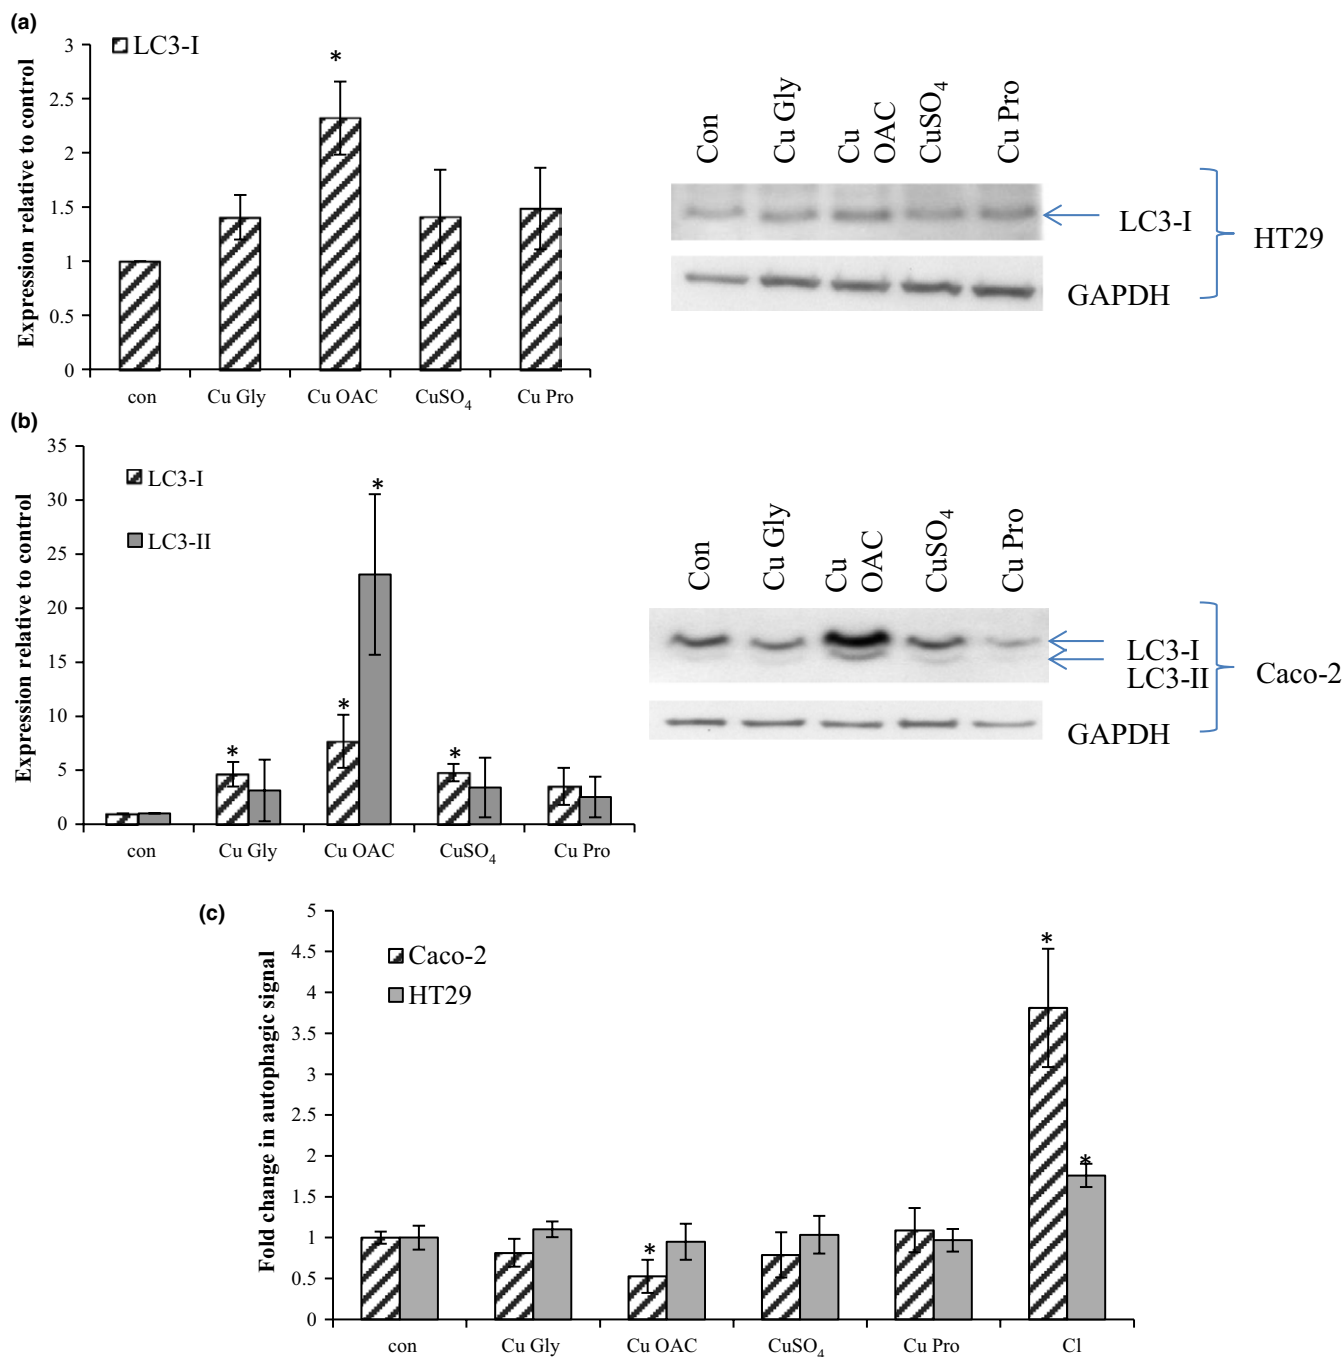 (a)
3
2.5
2
1.5
1
0.5
0
Expression relative to control
LC3-I
*
con Cu Gly Cu OAC CuSO₄ Cu Pro
Con
Cu Gly
Cu
OAC
CuSO₄
Cu Pro
LC3-I
GAPDH
HT29
(b)
35
30
25
20
15
10
5
0
Expression relative to control
LC3-I
LC3-II
* * * *
con Cu Gly Cu OAC CuSO₄ Cu Pro
Con
Cu Gly
Cu
OAC
CuSO₄
Cu Pro
LC3-I
LC3-II
GAPDH
Caco-2
(c)
5
4.5
4
3.5
3
2.5
2
1.5
1
0.5
0
Fold change in autophagic signal
Caco-2
HT29
* * *
con Cu Gly Cu OAC CuSO₄ Cu Pro Cl